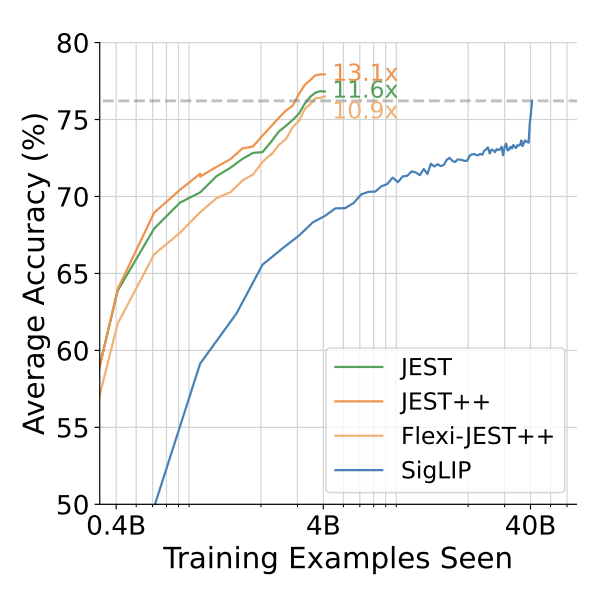 80
75
70
65
60
55
50
Average Accuracy (%)
13.1x
11.6x
10.9x
JEST
JEST++
Flexi-JEST++
SigLIP
0.4B
4B
40B
Training Examples Seen